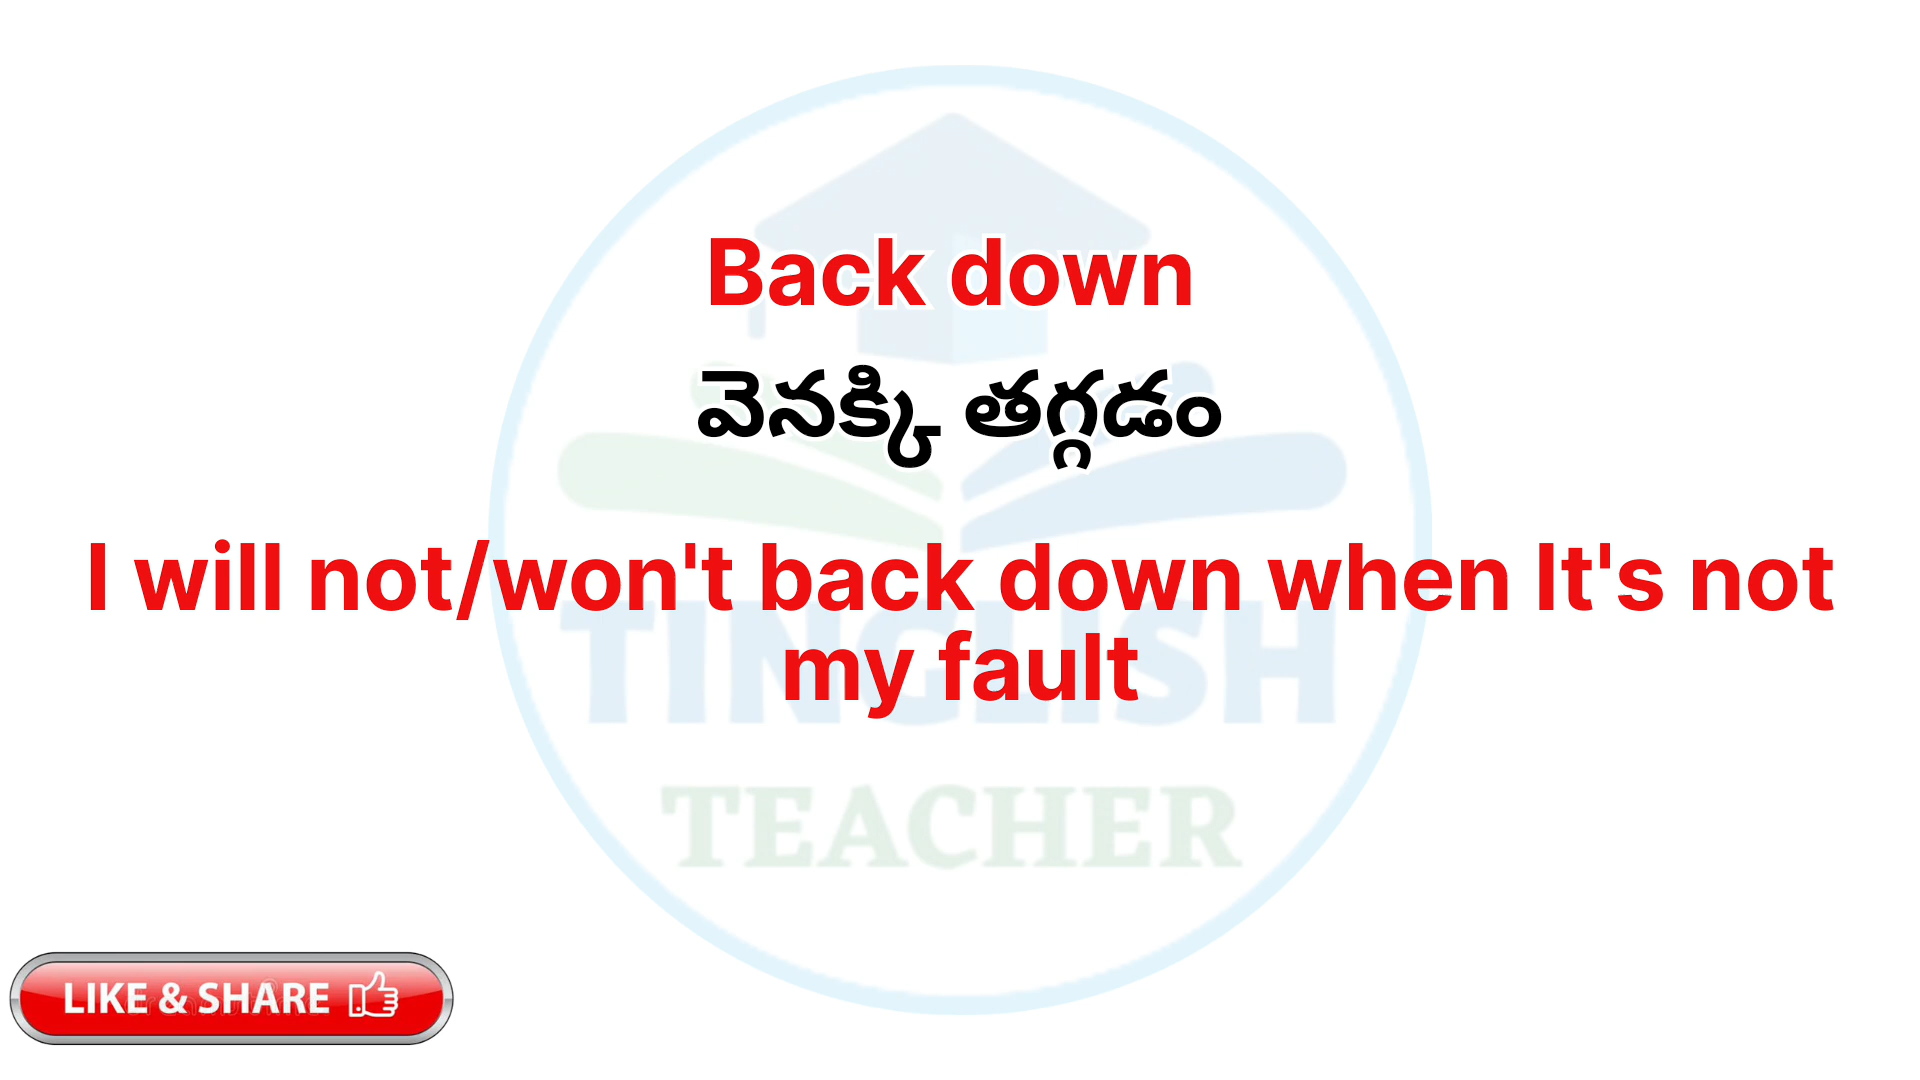 Back down
వెనక్కి తగ్గడం
I will not/won't back down when It's not
my fault
TINGLISH
TEACHER
LIKE & SHARE